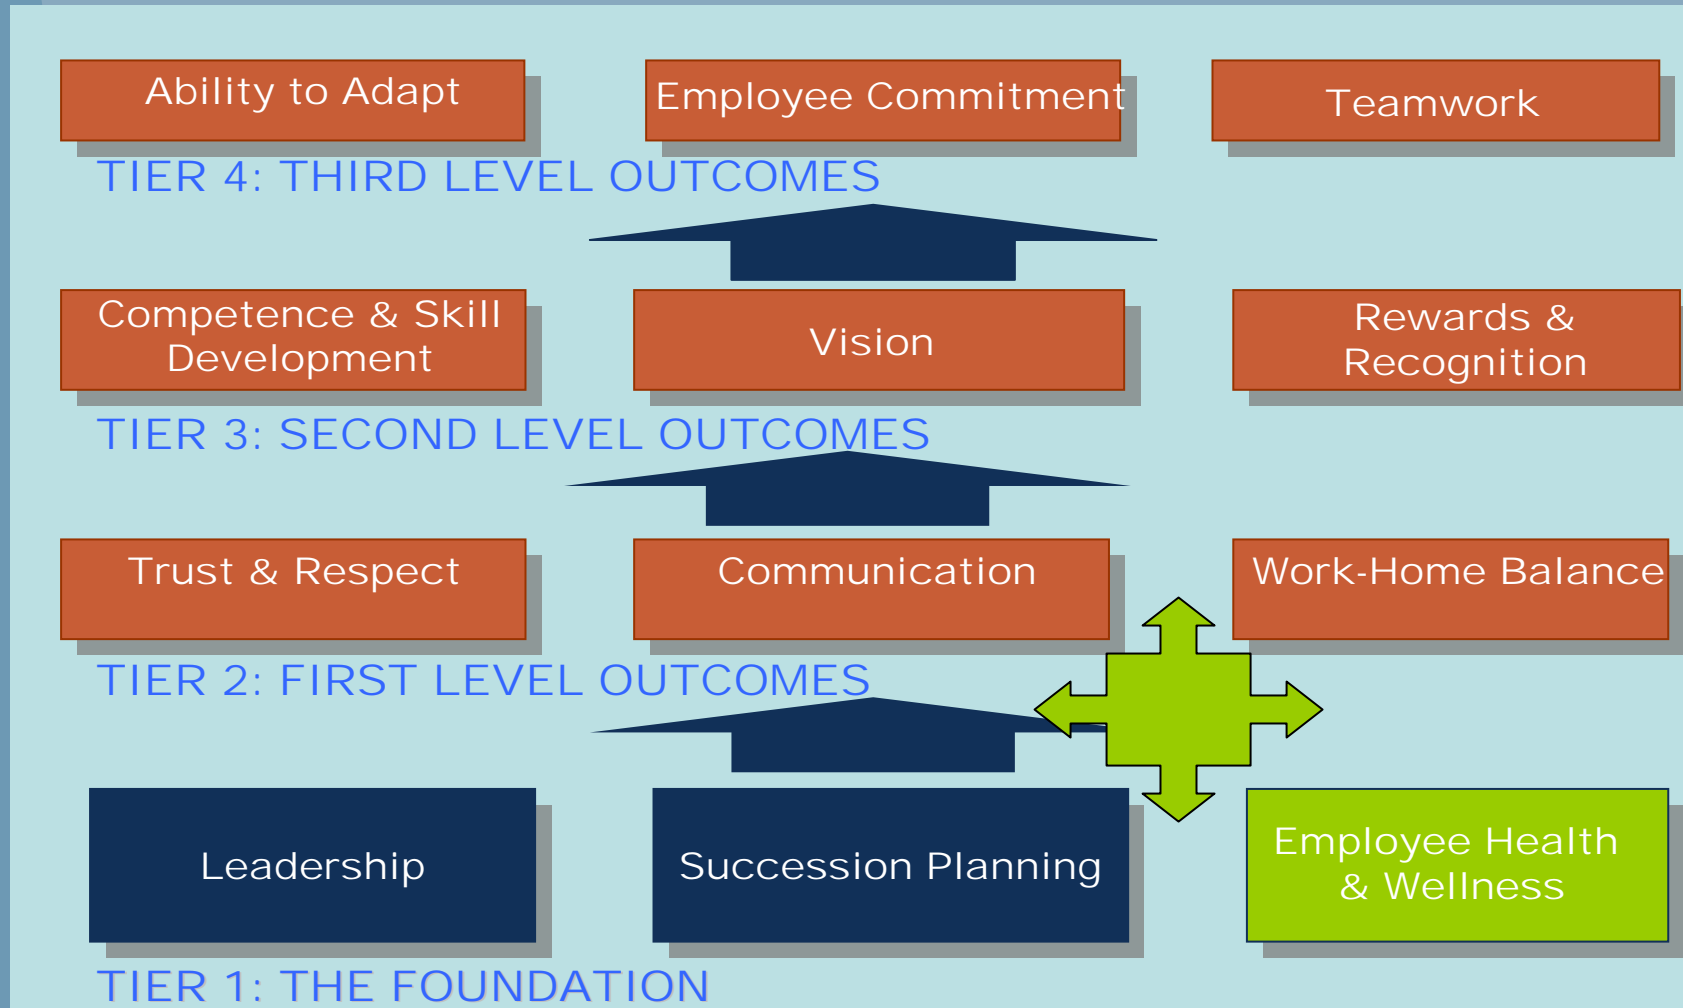 Ability to Adapt
Employee Commitment
Teamwork
TIER 4: THIRD LEVEL OUTCOMES
Competence & Skill
Development
Vision
Rewards &
Recognition
TIER 3: SECOND LEVEL OUTCOMES
Trust & Respect
Communication
Work-Home Balance
TIER 2: FIRST LEVEL OUTCOMES
Leadership
Succession Planning
Employee Health
& Wellness
TIER 1: THE FOUNDATION